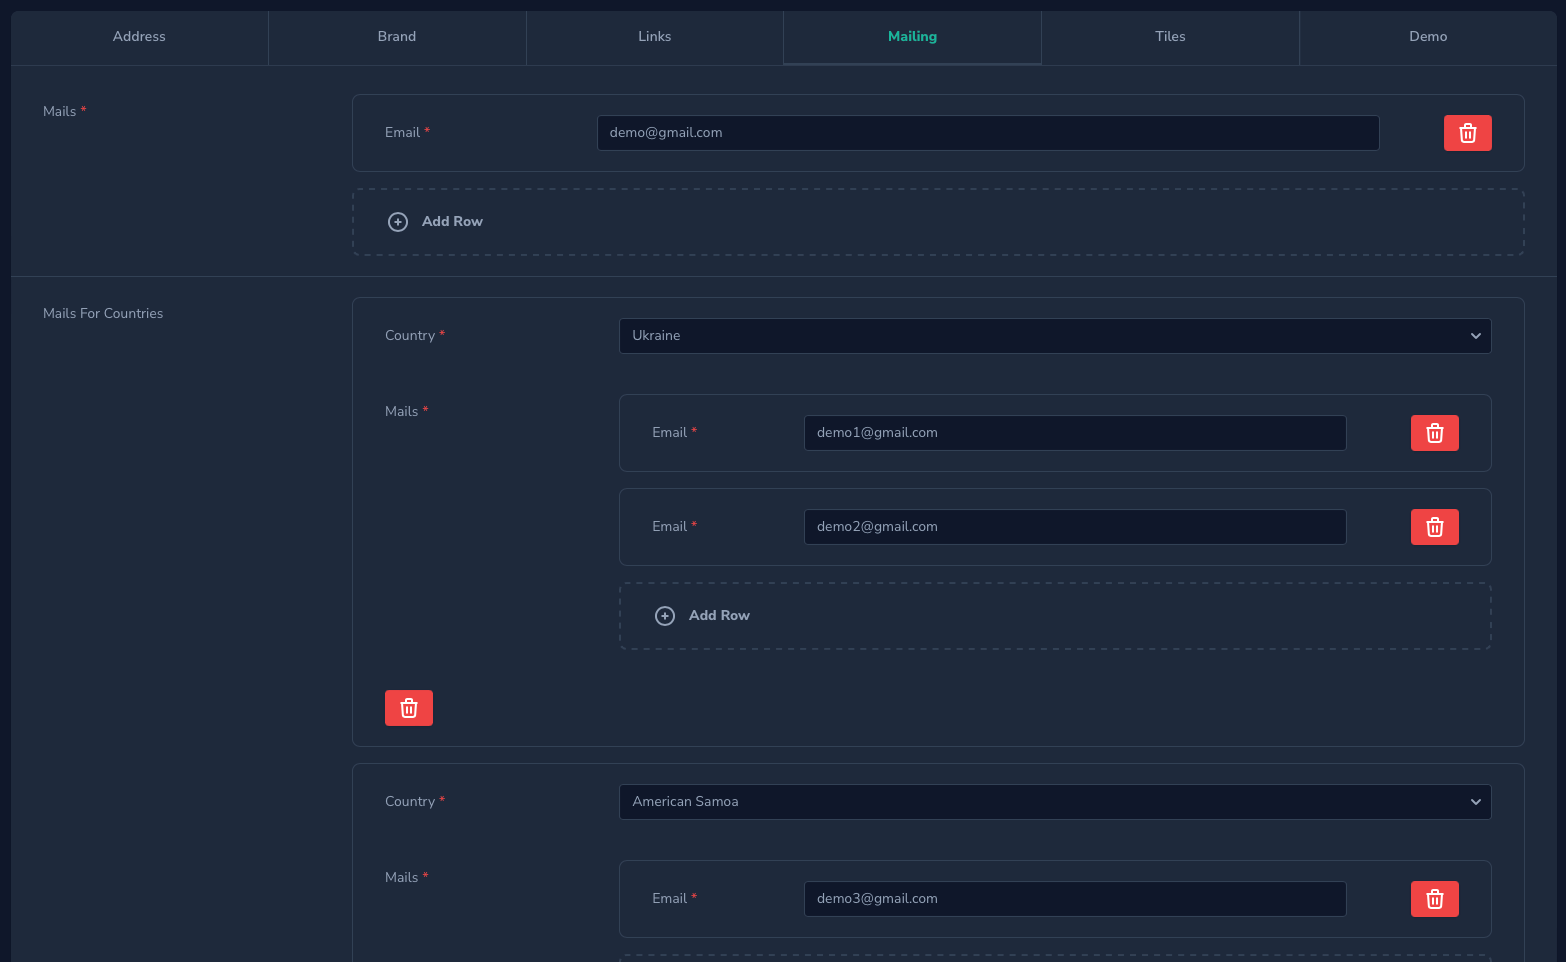 Address Brand Links Mailing Tiles Demo
Mails *
Email * demo@gmail.com
Add Row
Mails For Countries
Country * Ukraine
Mails *
Email * demo1@gmail.com
Email * demo2@gmail.com
Add Row
Country * American Samoa
Mails *
Email * demo3@gmail.com